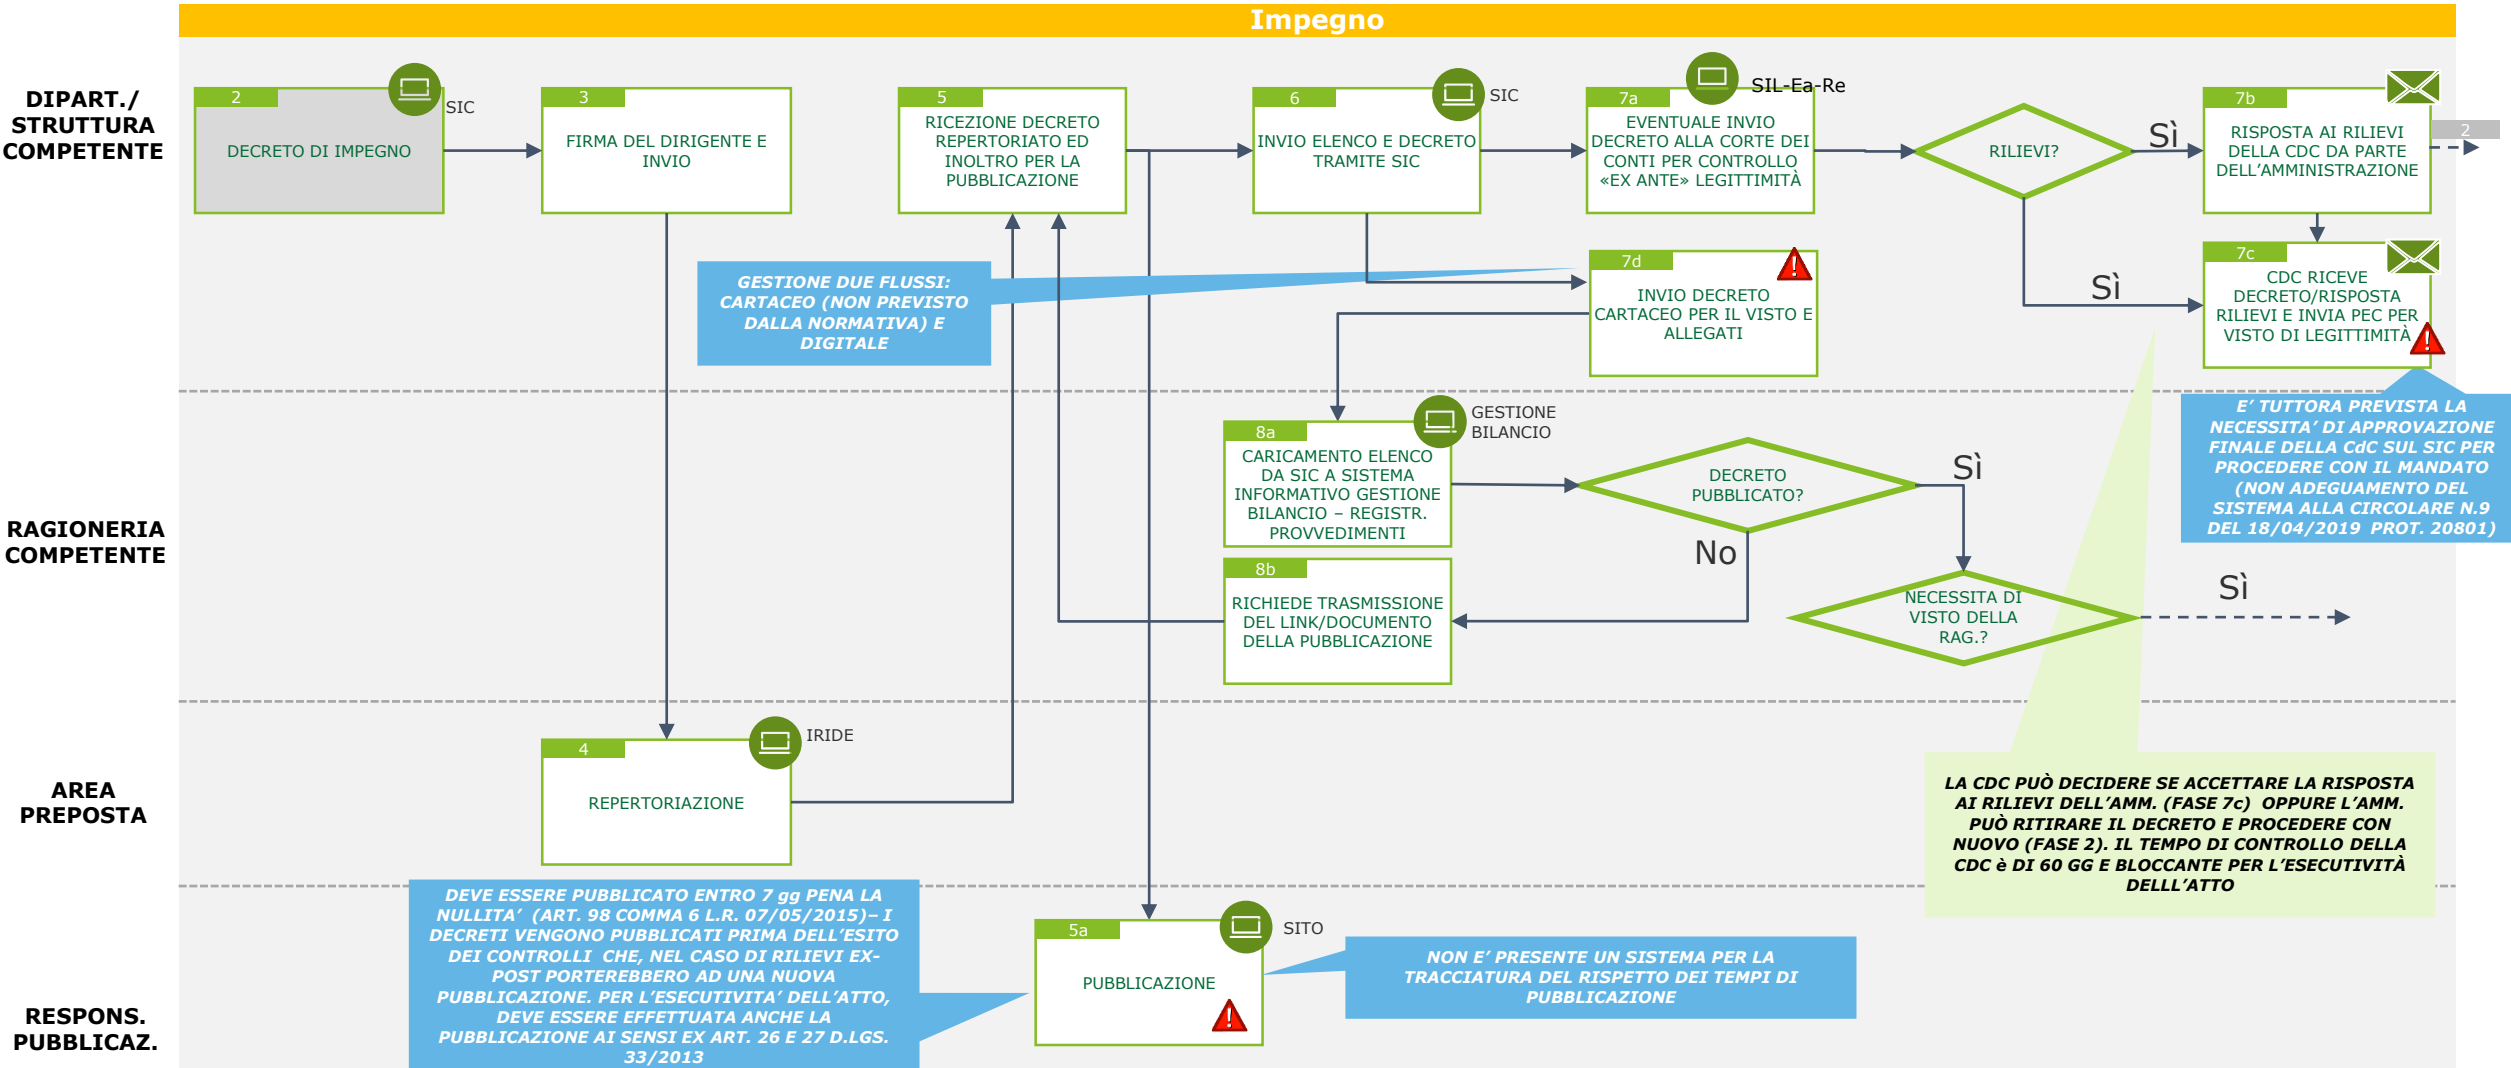 Impegno
DIPART./
STRUTTURA
COMPETENTE
2
SIC
DECRETO DI IMPEGNO
3
FIRMA DEL DIRIGENTE E
INVIO
5
RICEZIONE DECRETO
REPERTORIATO ED
INOLTRO PER LA
PUBBLICAZIONE
6
SIC
INVIO ELENCO E DECRETO
TRAMITE SIC
7a
SIL-Ea-Re
EVENTUALE INVIO
DECRETO ALLA CORTE DEI
CONTI PER CONTROLLO
«EX ANTE» LEGITTIMITÀ
RILIEVI?
Sì
7b
RISPOSTA AI RILIEVI
DELLA CDC DA PARTE
DELL'AMMINISTRAZIONE
2
GESTIONE DUE FLUSSI:
CARTACEO (NON PREVISTO
DALLA NORMATIVA) E
DIGITALE
7d
INVIO DECRETO
CARTACEO PER IL VISTO E
ALLEGATI
Sì
7c
CDC RICEVE
DECRETO/RISPOSTA
RILIEVI E INVIA PEC PER
VISTO DI LEGITTIMITÀ
RAGIONERIA
COMPETENTE
8a
GESTIONE
BILANCIO
CARICAMENTO ELENCO
DA SIC A SISTEMA
INFORMATIVO GESTIONE
BILANCIO – REGISTR.
PROVVEDIMENTI
DECRETO
PUBBLICATO?
Sì
No
E' TUTTORA PREVISTA LA
NECESSITA' DI APPROVAZIONE
FINALE DELLA CdC SUL SIC PER
PROCEDERE CON IL MANDATO
(NON ADEGUAMENTO DEL
SISTEMA ALLA CIRCOLARE N.9
DEL 18/04/2019 PROT. 20801)
8b
RICHIEDE TRASMISSIONE
DEL LINK/DOCUMENTO
DELLA PUBBLICAZIONE
NECESSITA DI
VISTO DELLA
RAG.?
Sì
AREA
PREPOSTA
4
IRIDE
REPERTORIAZIONE
LA CDC PUÒ DECIDERE SE ACCETTARE LA RISPOSTA
AI RILIEVI DELL'AMM. (FASE 7c) OPPURE L'AMM.
PUÒ RITIRARE IL DECRETO E PROCEDERE CON
NUOVO (FASE 2). IL TEMPO DI CONTROLLO DELLA
CDC è DI 60 GG E BLOCCANTE PER L'ESECUTIVITÀ
DELLL'ATTO
RESPONS.
PUBBLICAZ.
DEVE ESSERE PUBBLICATO ENTRO 7 gg PENA LA
NULLITA' (ART. 98 COMMA 6 L.R. 07/05/2015)– I
DECRETI VENGONO PUBBLICATI PRIMA DELL'ESITO
DEI CONTROLLI CHE, NEL CASO DI RILIEVI EX-
POST PORTEREBBERO AD UNA NUOVA
PUBBLICAZIONE. PER L'ESECUTIVITA' DELL'ATTO,
DEVE ESSERE EFFETTUATA ANCHE LA
PUBBLICAZIONE AI SENSI EX ART. 26 E 27 D.LGS.
33/2013
5a
SITO
PUBBLICAZIONE
NON E' PRESENTE UN SISTEMA PER LA
TRACCIATURA DEL RISPETTO DEI TEMPI DI
PUBBLICAZIONE